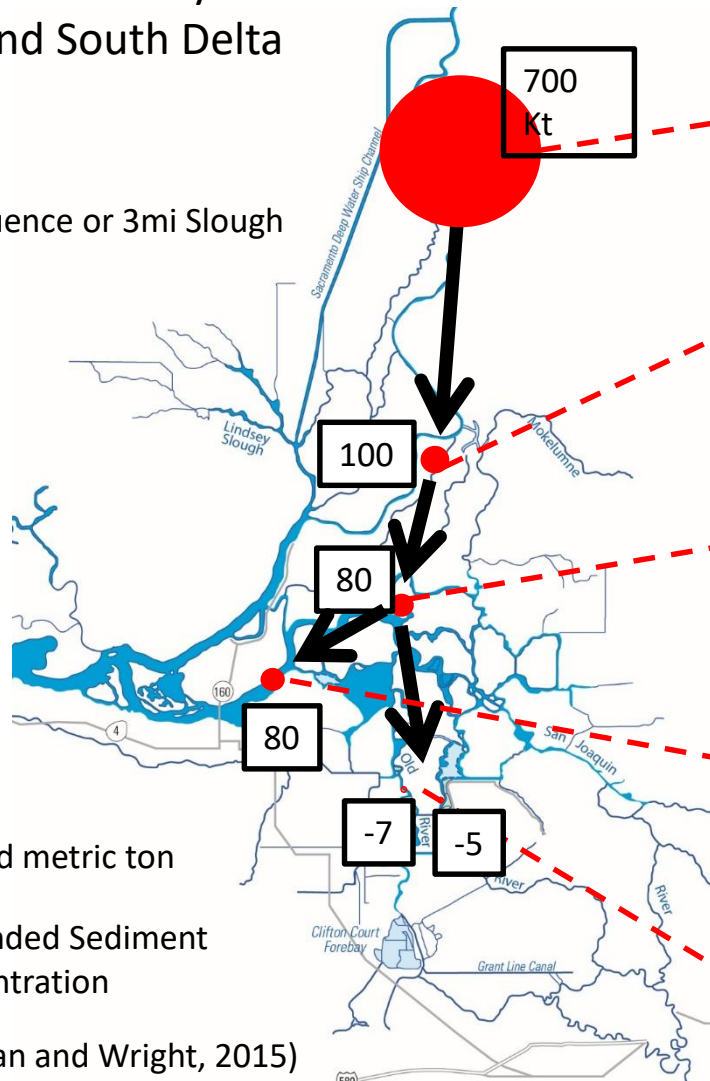 nd South Delta
700
Kt
Sacramento Deep Water Ship Channel
uence or 3mi Slough
Lindsey
Slough
Mokelumne
100
80
160
4
80
San Joaquin
Old
River
-7
-5
River
River
d metric ton
nded Sediment
ntration
Clifton Court
Forebay
Grant Line Canal
an and Wright, 2015)
580